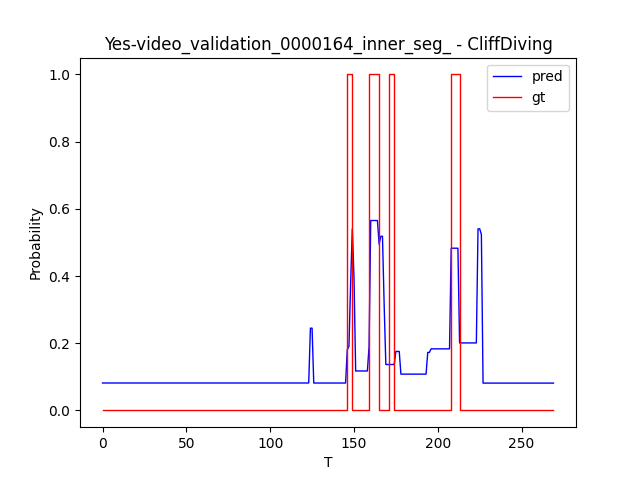 Yes-video_validation_0000164_inner_seg_ - CliffDiving
pred
gt
1.0
0.8
0.6
0.4
0.2
0.0
Probability
0
50
100
150
200
250
T